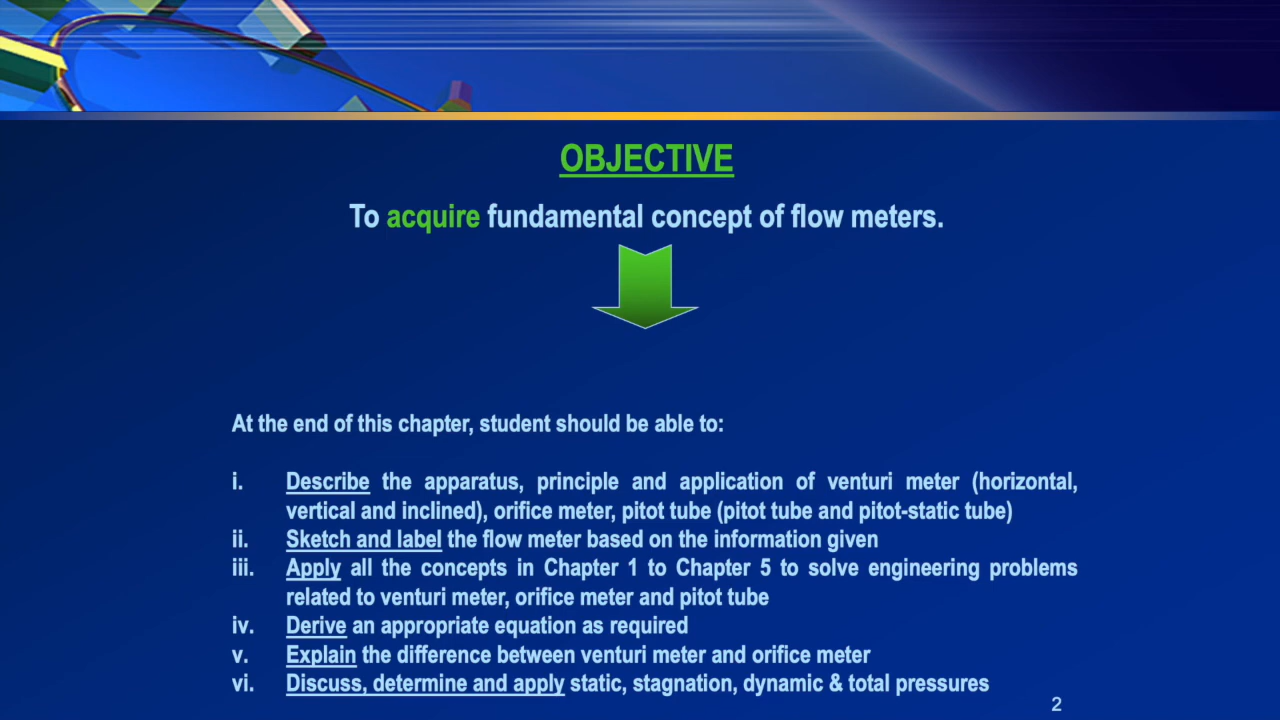 OBJECTIVE
To acquire fundamental concept of flow meters.
At the end of this chapter, student should be able to:
i. Describe the apparatus, principle and application of venturi meter (horizontal,
vertical and inclined), orifice meter, pitot tube (pitot tube and pitot-static tube)
ii. Sketch and label the flow meter based on the information given
iii. Apply all the concepts in Chapter 1 to Chapter 5 to solve engineering problems
related to venturi meter, orifice meter and pitot tube
iv. Derive an appropriate equation as required
v. Explain the difference between venturi meter and orifice meter
vi. Discuss, determine and apply static, stagnation, dynamic & total pressures
2